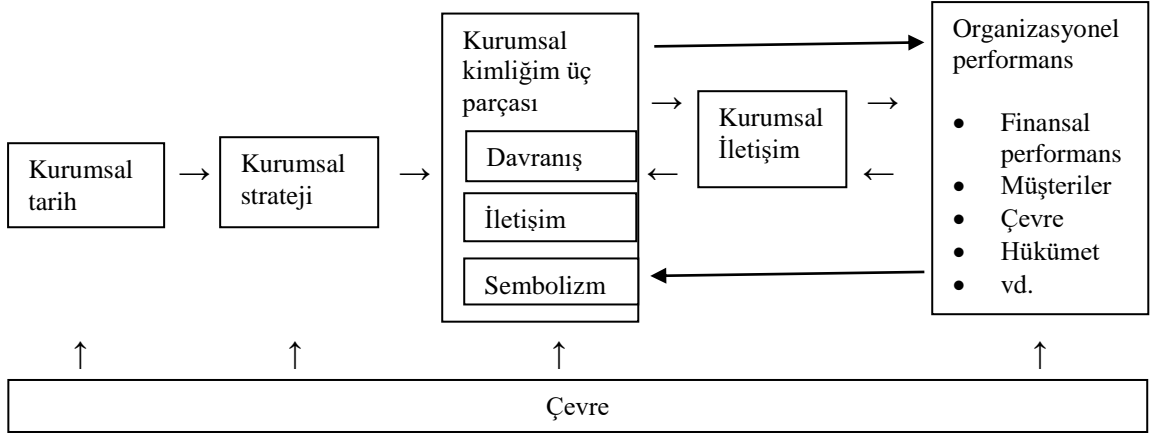 Kurumsal
tarih
→
Kurumsal
strateji
→
Kurumsal
kimliğim üç
parçası
Davranış
İletişim
Sembolizm
→
←
Kurumsal
İletişim
→
←
Organizasyonel
performans
• Finansal
performans
• Müşteriler
• Çevre
• Hükümet
• vd.
↑ ↑ ↑ ↑
Çevre